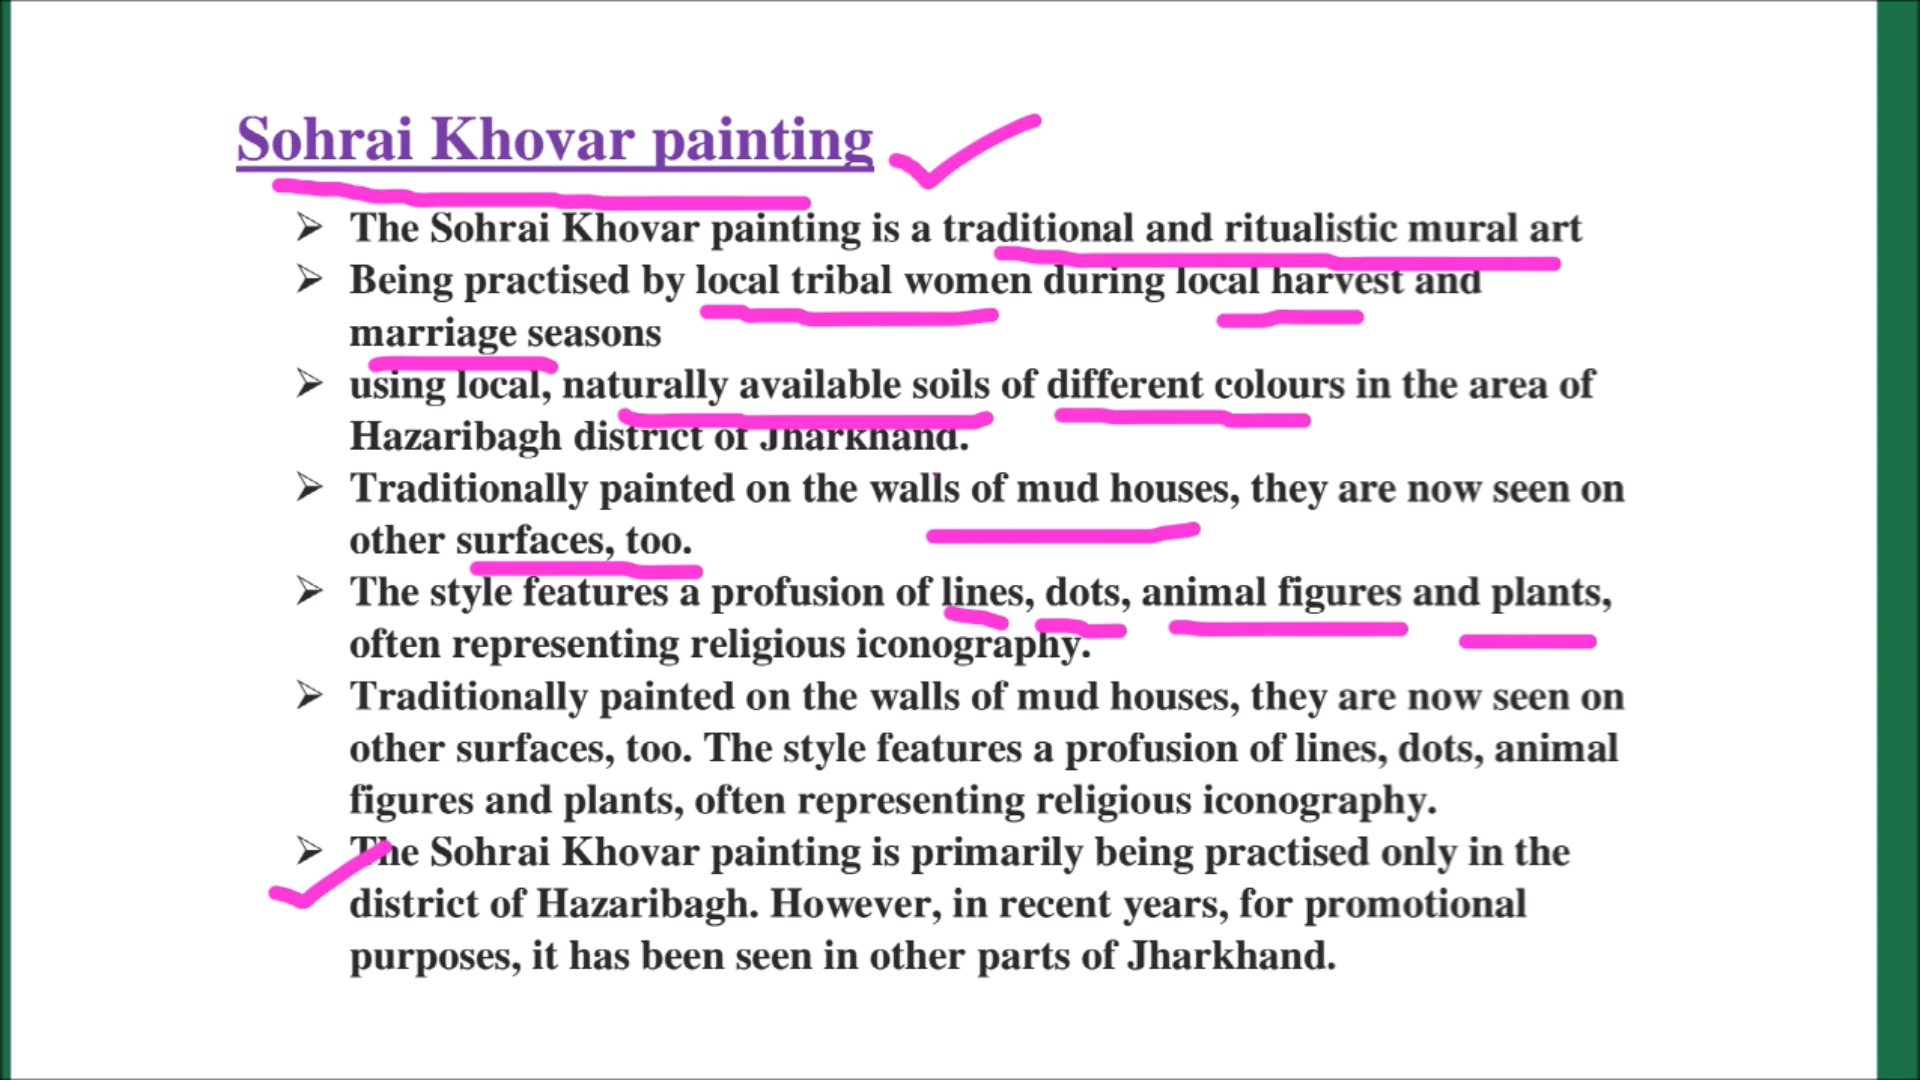 Sohrai Khovar painting
The Sohrai Khovar painting is a traditional and ritualistic mural art
Being practised by local tribal women during local harvest and
marriage seasons
using local, naturally available soils of different colours in the area of
Hazaribagh district of Jharkhand.
Traditionally painted on the walls of mud houses, they are now seen on
other surfaces, too.
The style features a profusion of lines, dots, animal figures and plants,
often representing religious iconography.
Traditionally painted on the walls of mud houses, they are now seen on
other surfaces, too. The style features a profusion of lines, dots, animal
figures and plants, often representing religious iconography.
The Sohrai Khovar painting is primarily being practised only in the
district of Hazaribagh. However, in recent years, for promotional
purposes, it has been seen in other parts of Jharkhand.